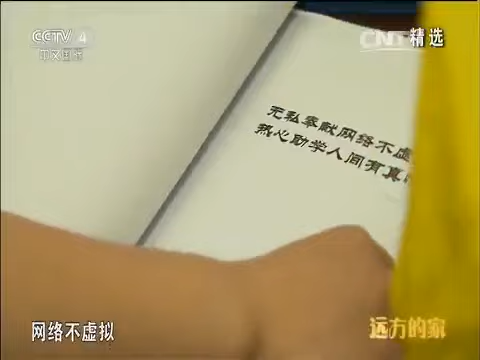 CCTV 4
中文国际
CNTV 精选
无私奉献网络不虚
热心助学人间有真
网络不虚拟
远方的家